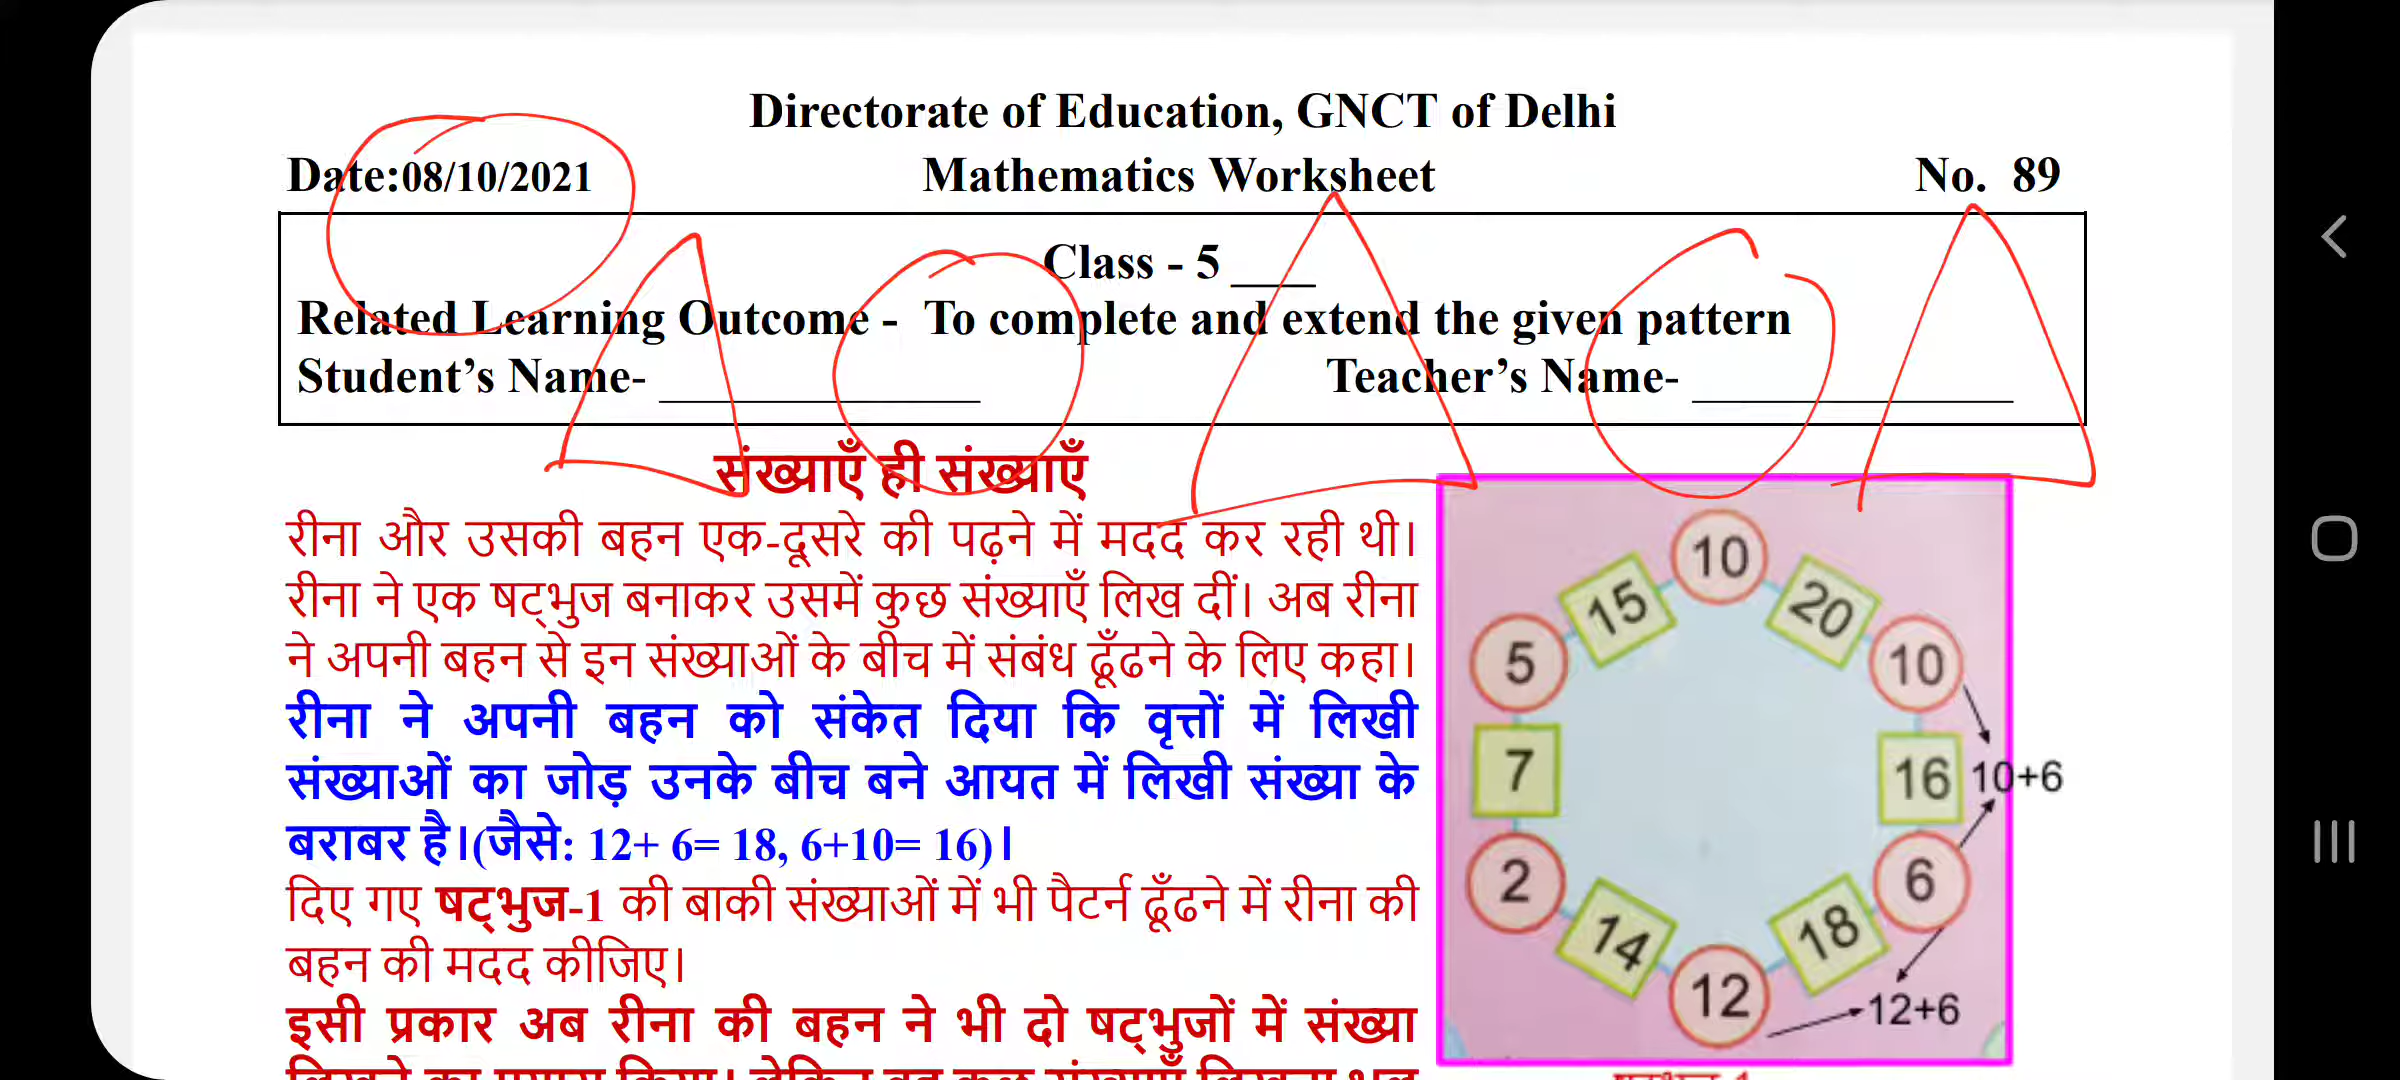 Directorate of Education, GNCT of Delhi
Date:08/10/2021 Mathematics Worksheet No. 89
Class - 5 ____
Related Learning Outcome - To complete and extend the given pattern
Student’s Name- _______________ Teacher’s Name- _______________
संख्याएँ ही संख्याएँ
रीना और उसकी बहन एक-दूसरे की पढ़ने में मदद कर रही थी।
रीना ने एक षट्भुज बनाकर उसमें कुछ संख्याएँ लिख दीं। अब रीना
ने अपनी बहन से इन संख्याओं के बीच में संबंध ढूँढने के लिए कहा।
रीना ने अपनी बहन को संकेत दिया कि वृत्तों में लिखी
संख्याओं का जोड़ उनके बीच बने आयत में लिखी संख्या के
बराबर है।(जैसे: 12+ 6= 18, 6+10= 16)।
दिए गए षट्भुज-1 की बाकी संख्याओं में भी पैटर्न ढूँढने में रीना की
बहन की मदद कीजिए।
इसी प्रकार अब रीना की बहन ने भी दो षट्भुजों में संख्या
10
15 20
5 10
7 16 10+6
2 6
14 18
12 12+6